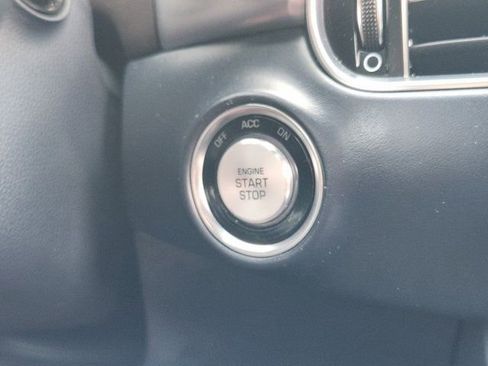 OFF ACC ON
ENGINE
START
STOP